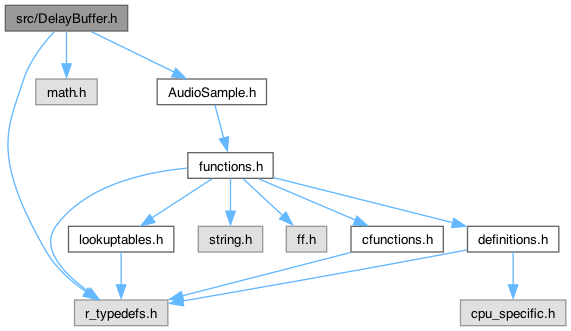 src/DelayBuffer.h
math.h
AudioSample.h
functions.h
lookuptables.h
string.h
ff.h
cfunctions.h
definitions.h
r_typedefs.h
cpu_specific.h